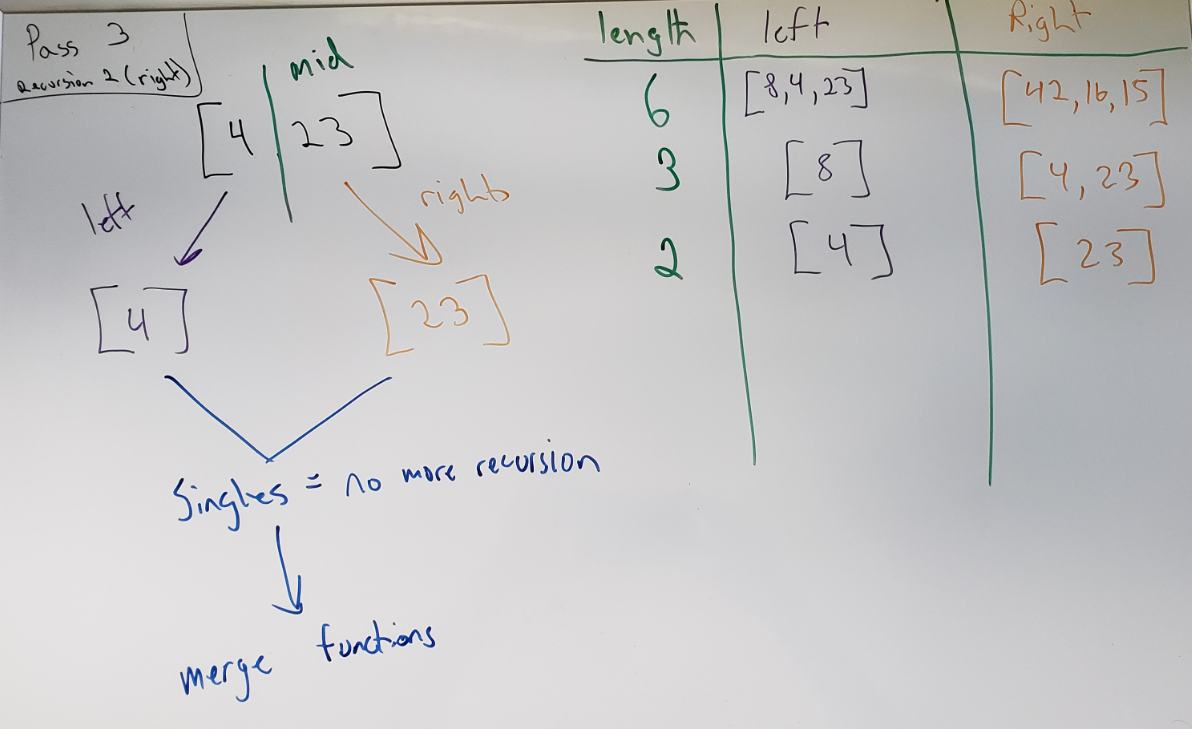 Pass 3
Recursion 2 (right)
mid
[4 | 23]
left
right
[4]
[23]
Singles = no more recursion
merge functions
length left Right
6 [8,4,23] [42,16,15]
3 [8] [4,23]
2 [4] [23]